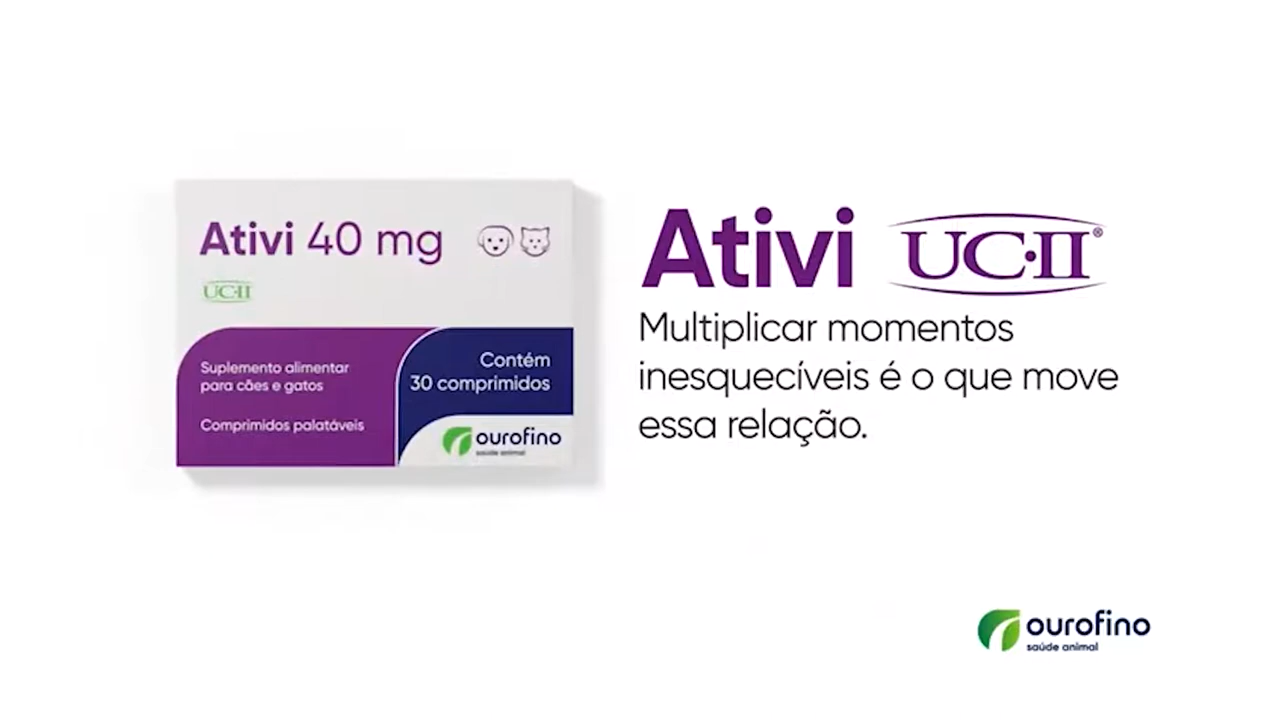 Ativi 40 mg
UC·II
Suplemento alimentar
para cães e gatos
Comprimidos palatáveis
Contém
30 comprimidos
ourofino
saúde animal
Ativi UC·II®
Multiplicar momentos
inesquecíveis é o que move
essa relação.
ourofino
saúde animal